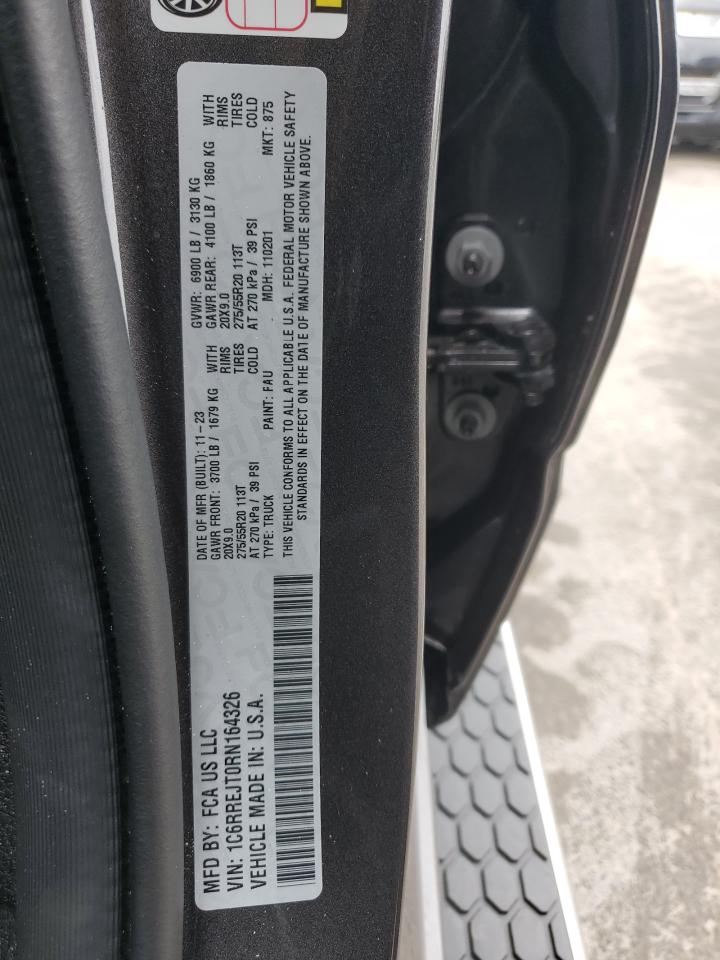 MFD BY: FCA US LLC
VIN: 1C6RREJT0RN164326
VEHICLE MADE IN: U.S.A.
DATE OF MFR (BUILT): 11-23
GAWR FRONT: 3700 LB / 1679 KG WITH
20X9.0 RIMS
275/55R20 113T TIRES
AT 270 kPa / 39 PSI COLD
TYPE: TRUCK PAINT: FAU
GVWR: 6900 LB / 3130 KG
GAWR REAR: 4100 LB / 1860 KG WITH
20X9.0 RIMS
275/55R20 113T TIRES
AT 270 kPa / 39 PSI COLD
MDH: 110201 MKT: 875
THIS VEHICLE CONFORMS TO ALL APPLICABLE U.S.A. FEDERAL MOTOR VEHICLE SAFETY
STANDARDS IN EFFECT ON THE DATE OF MANUFACTURE SHOWN ABOVE.